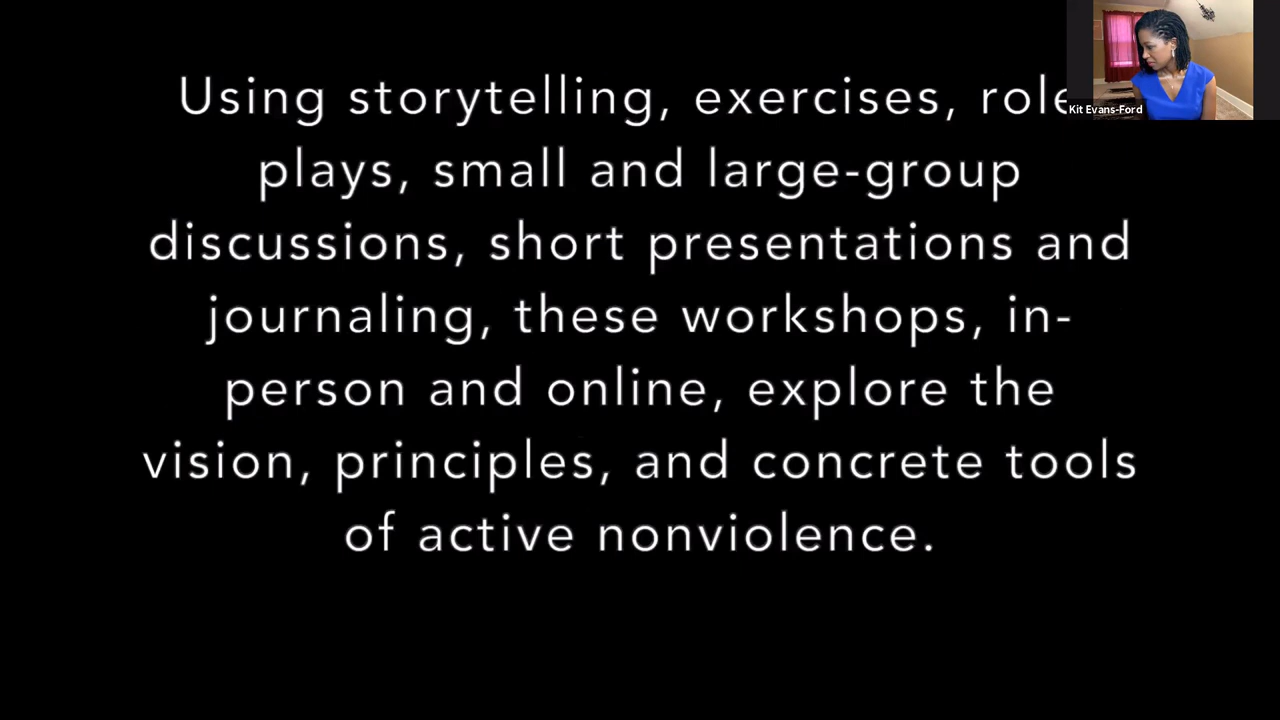 Using storytelling, exercises, role
plays, small and large-group
discussions, short presentations and
journaling, these workshops, in-
person and online, explore the
vision, principles, and concrete tools
of active nonviolence.
Kit Evans-Ford